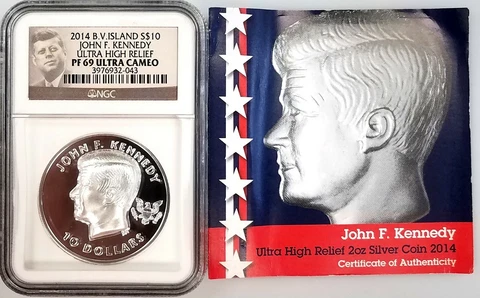 2014 B.V.ISLAND S$10
JOHN F. KENNEDY
ULTRA HIGH RELIEF
PF 69 ULTRA CAMEO
3976932-043
NGC
JOHN F. KENNEDY
10 DOLLARS
John F. Kennedy
Ultra High Relief 2oz Silver Coin 2014
Certificate of Authenticity